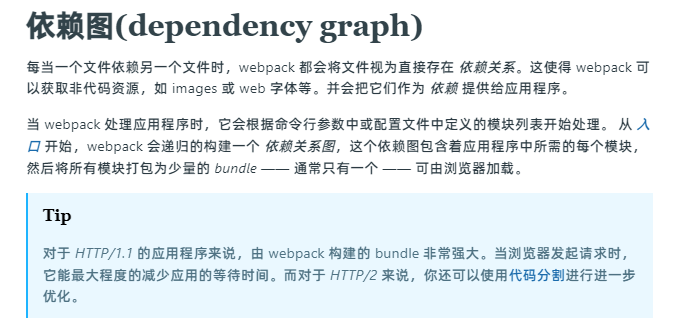 依赖图(dependency graph)
每当一个文件依赖另一个文件时，webpack 都会将文件视为直接存在 依赖关系。这使得 webpack 可
以获取非代码资源，如 images 或 web 字体等。并会把它们作为 依赖 提供给应用程序。
当 webpack 处理应用程序时，它会根据命令行参数中或配置文件中定义的模块列表开始处理。 从 入
口 开始，webpack 会递归的构建一个 依赖关系图，这个依赖图包含着应用程序中所需的每个模块，
然后将所有模块打包为少量的 bundle —— 通常只有一个 —— 可由浏览器加载。
Tip
对于 HTTP/1.1 的应用程序来说，由 webpack 构建的 bundle 非常强大。当浏览器发起请求时，
它能最大程度的减少应用的等待时间。而对于 HTTP/2 来说，你还可以使用代码分割进行进一步
优化。